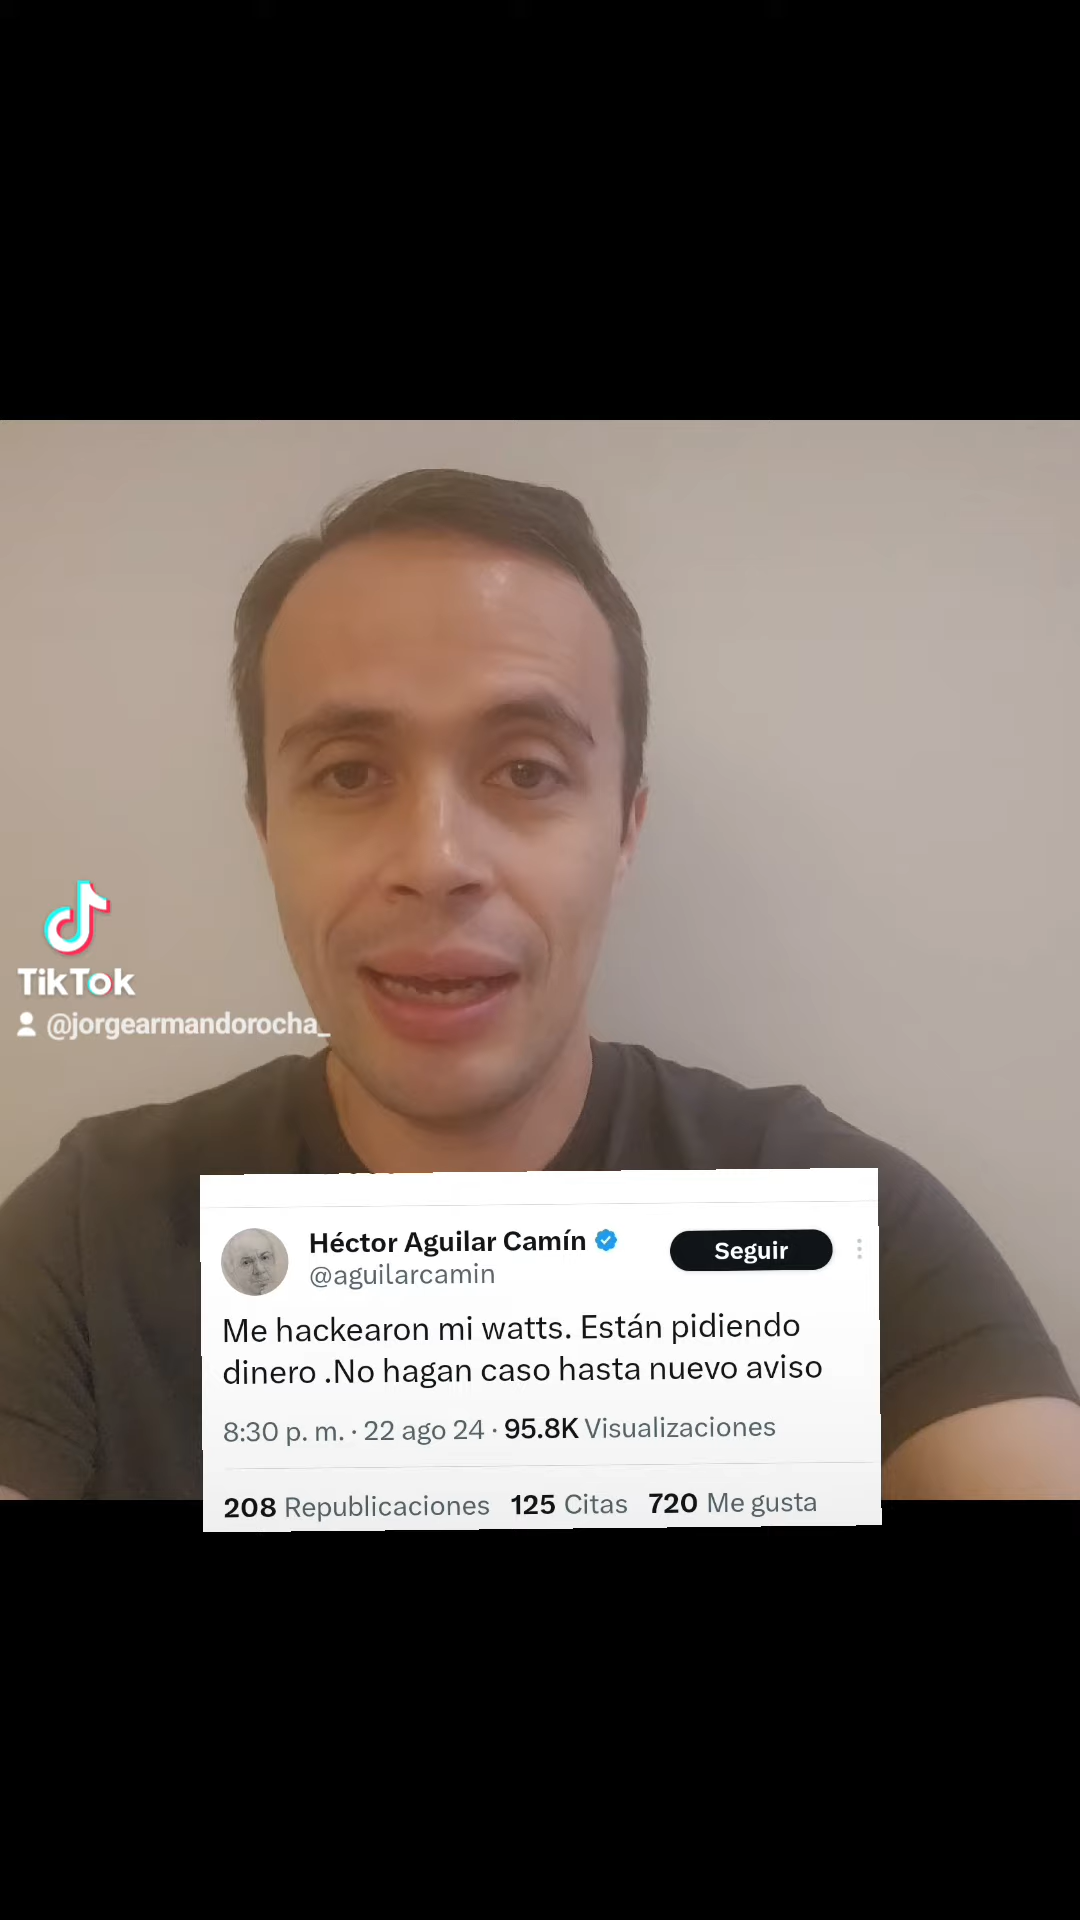 TikTok
@jorgearmandorocha_
Héctor Aguilar Camín
@aguilarcamin
Seguir
Me hackearon mi watts. Están pidiendo
dinero .No hagan caso hasta nuevo aviso
8:30 p. m. · 22 ago 24 · 95.8K Visualizaciones
208 Republicaciones 125 Citas 720 Me gusta